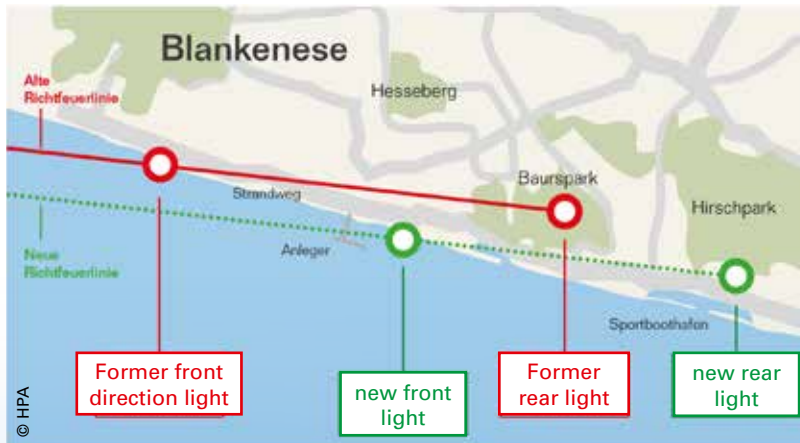 Blankenese
Alte
Richtfeuerlinie
Hesseberg
Baurspark
Hirschpark
Strandweg
Anleger
Neue
Richtfeuerlinie
Sportboothafen
Former front
direction light
new front
light
Former
rear light
new rear
light
© HPA